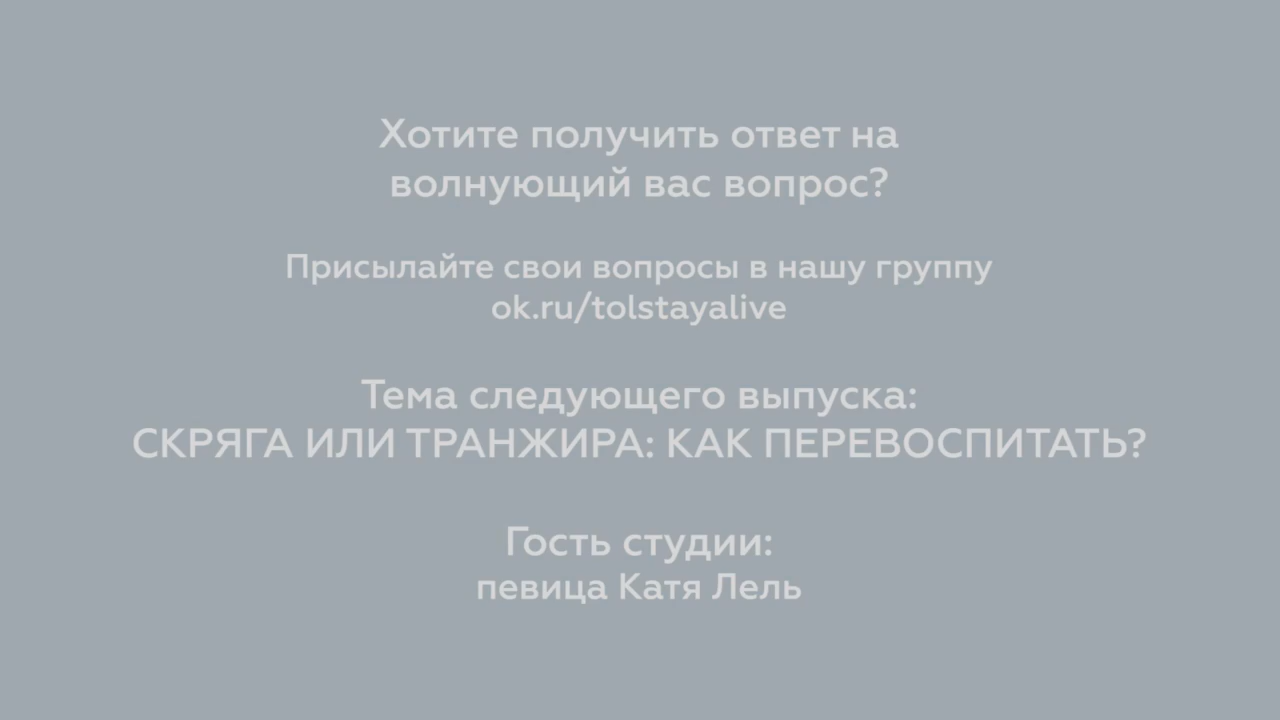 Хотите получить ответ на
волнующий вас вопрос?
Присылайте свои вопросы в нашу группу
ok.ru/tolstayalive
Тема следующего выпуска:
СКРЯГА ИЛИ ТРАНЖИРА: КАК ПЕРЕВОСПИТАТЬ?
Гость студии:
певица Катя Лель